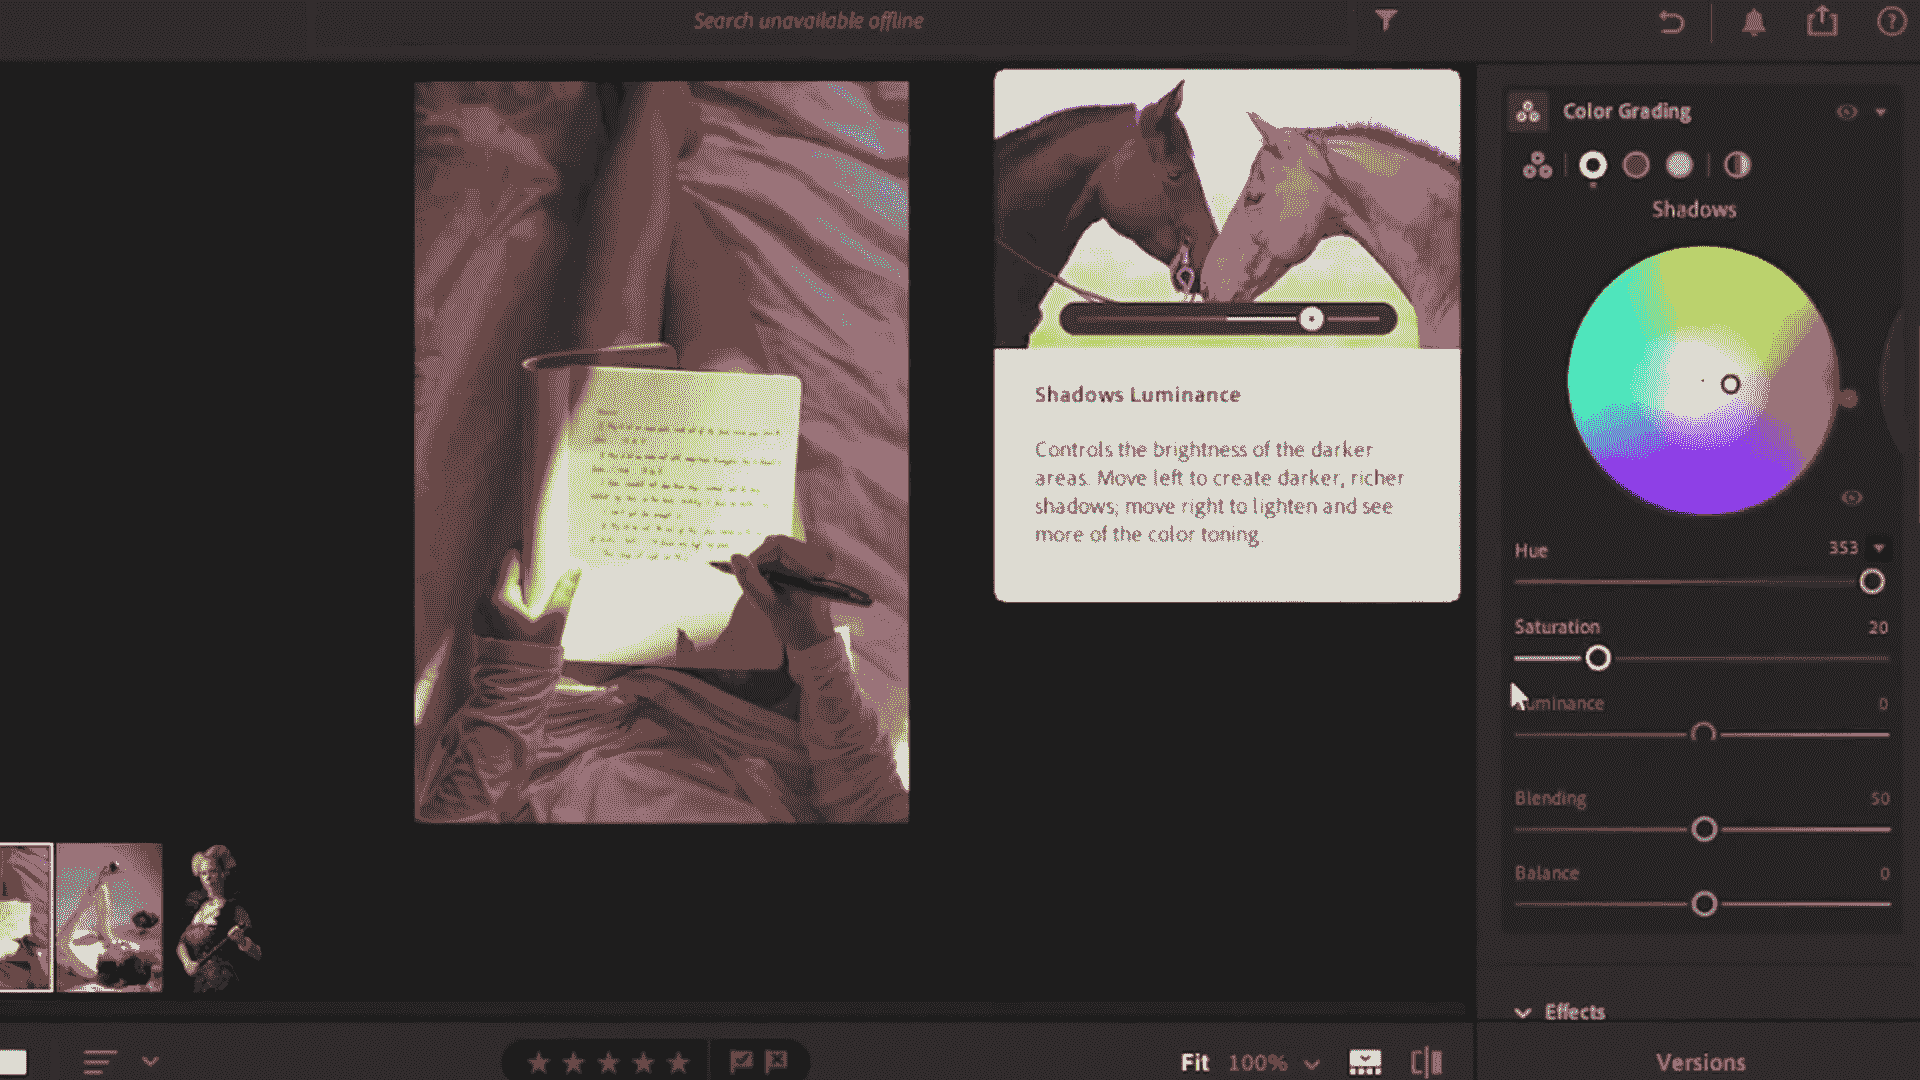 Search unavailable offline
Color Grading
Shadows
Shadows Luminance
Controls the brightness of the darker
areas. Move left to create darker, richer
shadows; move right to lighten and see
more of the color toning.
Hue 353
Saturation 20
Luminance 0
Blending 50
Balance 0
Effects
Fit 100%
Versions